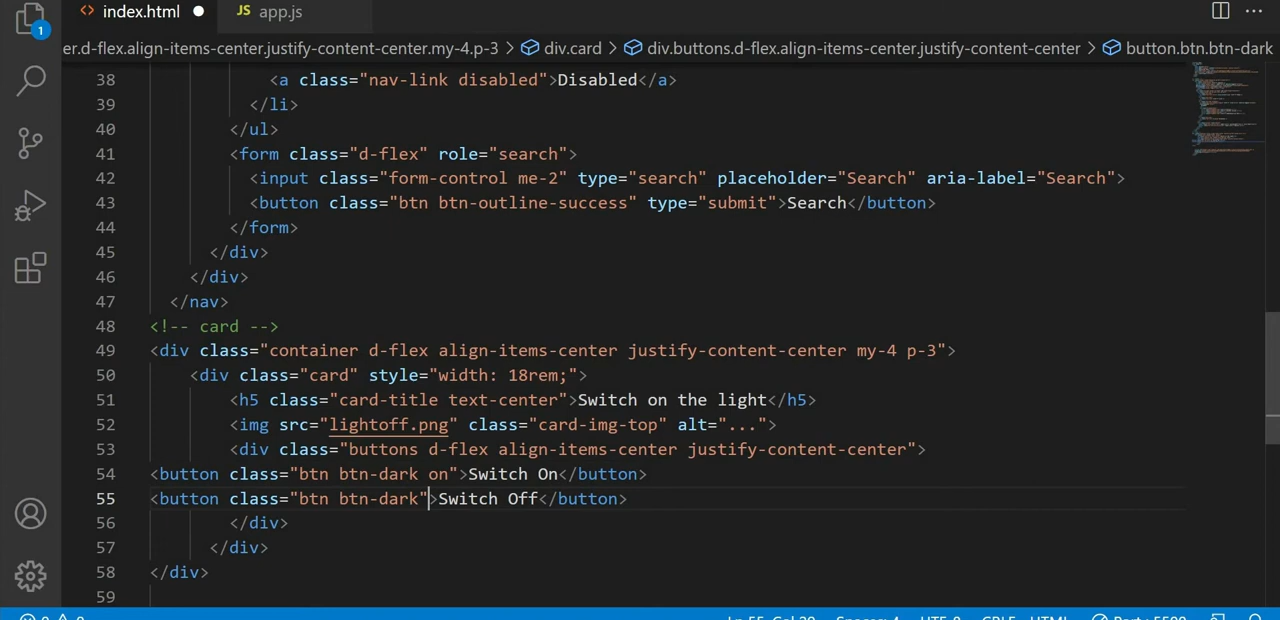 index.html
JS app.js
1
er.d-flex.align-items-center.justify-content-center.my-4.p-3 > div.card > div.buttons.d-flex.align-items-center.justify-content-center > button.btn.btn-dark
38 <a class="nav-link disabled">Disabled</a>
39 </li>
40 </ul>
41 <form class="d-flex" role="search">
42 <input class="form-control me-2" type="search" placeholder="Search" aria-label="Search">
43 <button class="btn btn-outline-success" type="submit">Search</button>
44 </form>
45 </div>
46 </div>
47 </nav>
48 <!-- card -->
49 <div class="container d-flex align-items-center justify-content-center my-4 p-3">
50 <div class="card" style="width: 18rem;">
51 <h5 class="card-title text-center">Switch on the light</h5>
52 <img src="lightoff.png" class="card-img-top" alt="...">
53 <div class="buttons d-flex align-items-center justify-content-center">
54 <button class="btn btn-dark on">Switch On</button>
55 <button class="btn btn-dark">Switch Off</button>
56 </div>
57 </div>
58 </div>
59